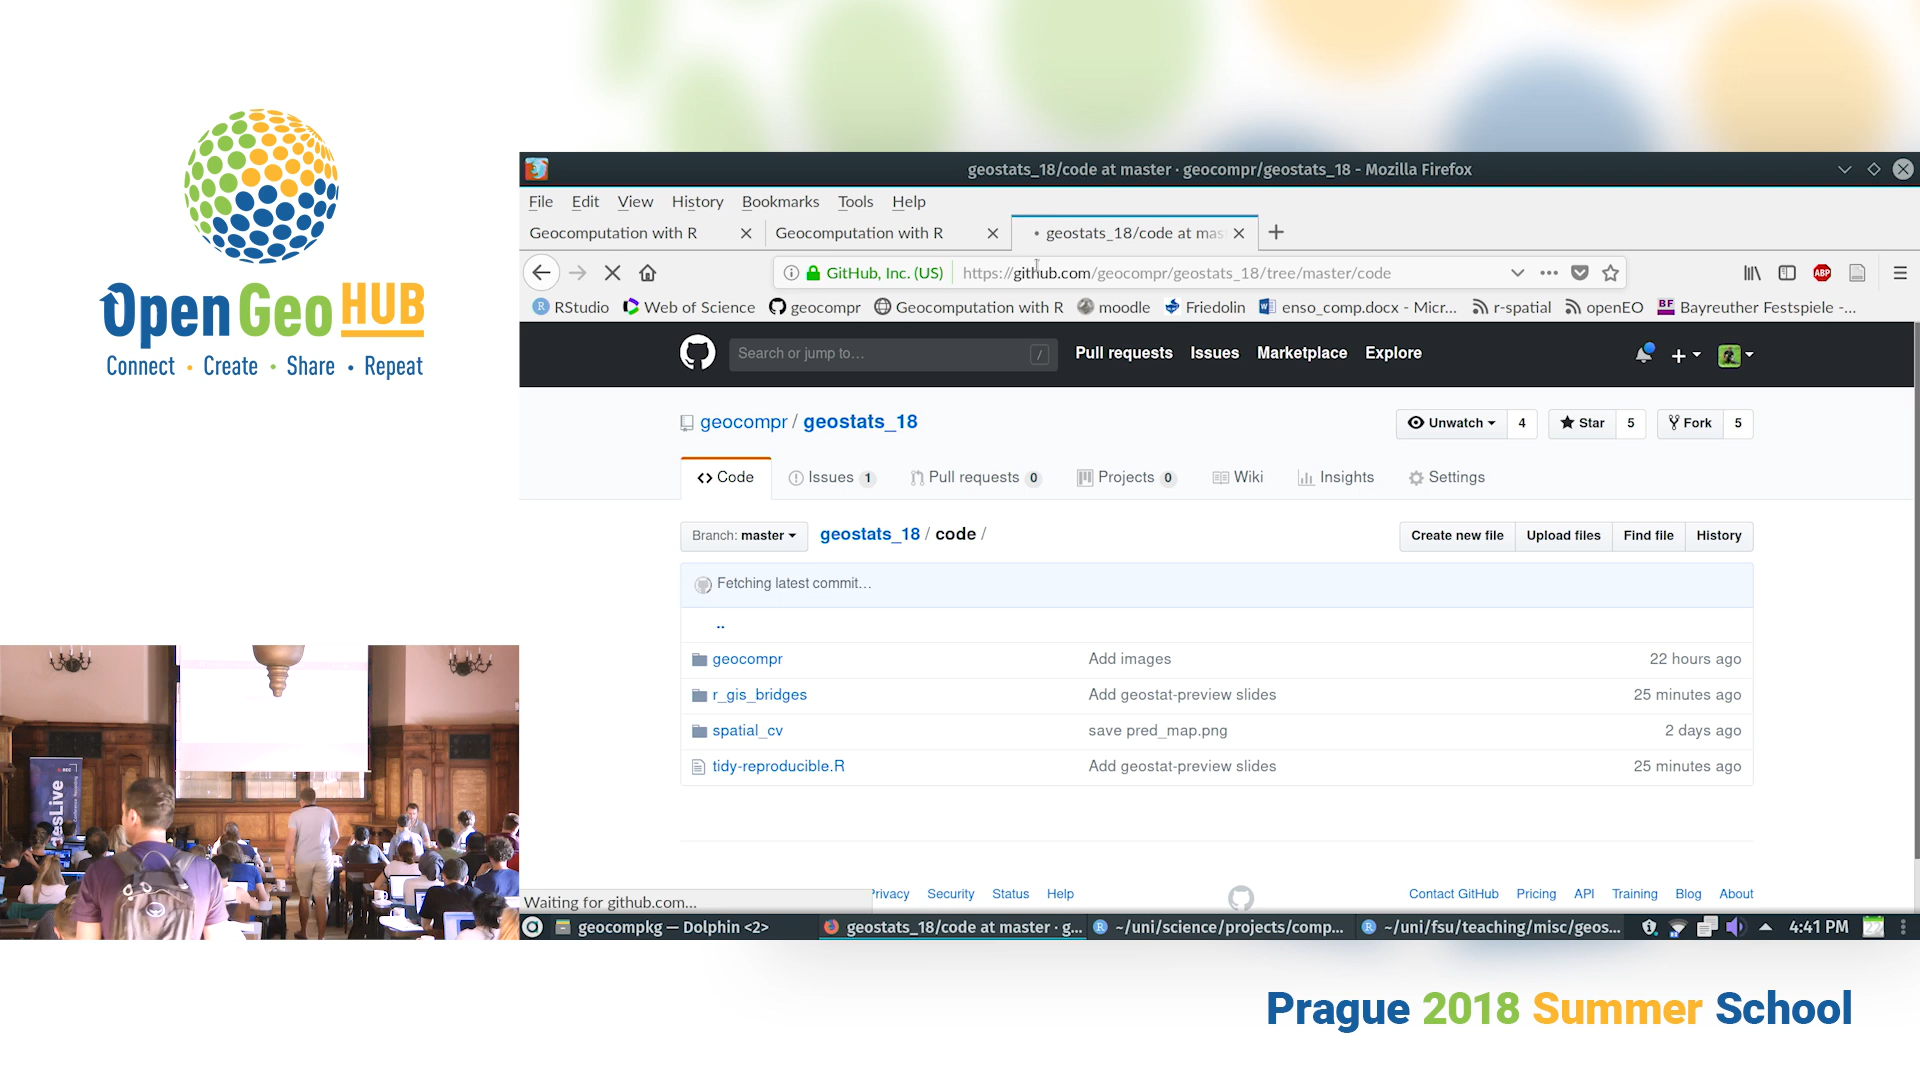 Open Geo HUB
Connect • Create • Share • Repeat
geostats_18/code at master · geocompr/geostats_18 - Mozilla Firefox
File Edit View History Bookmarks Tools Help
Geocomputation with R
Geocomputation with R
geostats_18/code at mas
GitHub, Inc. (US) https://github.com/geocompr/geostats_18/tree/master/code
ABP
RStudio Web of Science geocompr Geocomputation with R moodle Friedolin enso_comp.docx - Micr... r-spatial openEO BF Bayreuther Festspiele -...
Search or jump to… / Pull requests Issues Marketplace Explore
geocompr / geostats_18
Unwatch 4 Star 5 Fork 5
Code Issues 1 Pull requests 0 Projects 0 Wiki Insights Settings
Branch: master geostats_18 / code /
Create new file Upload files Find file History
Fetching latest commit…
..
geocompr Add images 22 hours ago
r_gis_bridges Add geostat-preview slides 25 minutes ago
spatial_cv save pred_map.png 2 days ago
tidy-reproducible.R Add geostat-preview slides 25 minutes ago
Privacy Security Status Help
Contact GitHub Pricing API Training Blog About
Waiting for github.com...
geocompkg — Dolphin <2> geostats_18/code at master · g... ~/uni/science/projects/comp... ~/uni/fsu/teaching/misc/geos... 4:41 PM
esLive
Prague 2018 Summer School